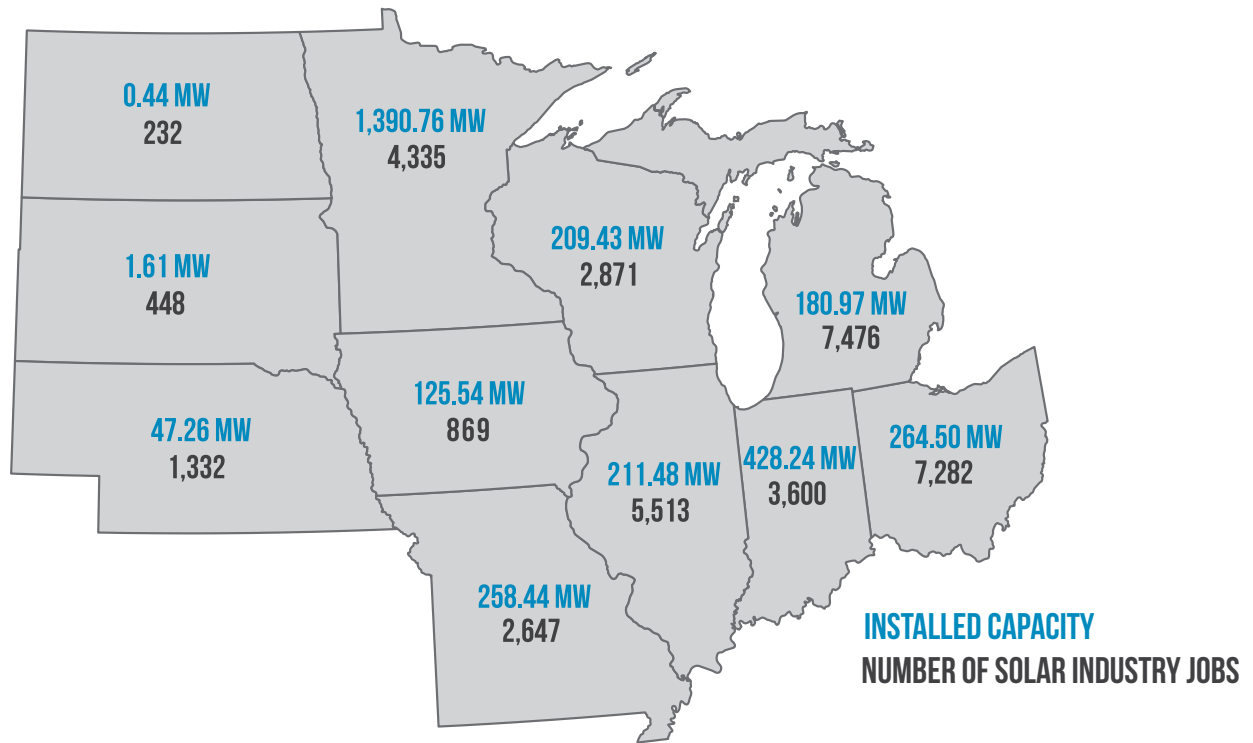 0.44 MW
232
1,390.76 MW
4,335
1.61 MW
448
209.43 MW
2,871
180.97 MW
7,476
47.26 MW
1,332
125.54 MW
869
211.48 MW
5,513
428.24 MW
3,600
264.50 MW
7,282
258.44 MW
2,647
INSTALLED CAPACITY
NUMBER OF SOLAR INDUSTRY JOBS